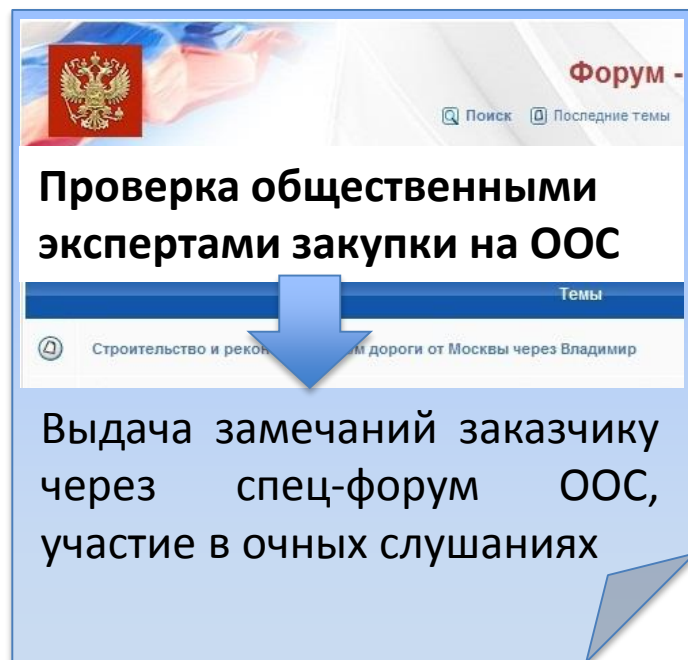 Форум -
Поиск Последние темы
Проверка общественными
экспертами закупки на ООС
Темы
Строительство и рекон м дороги от Москвы через Владимир
Выдача замечаний заказчику
через спец-форум ООС,
участие в очных слушаниях